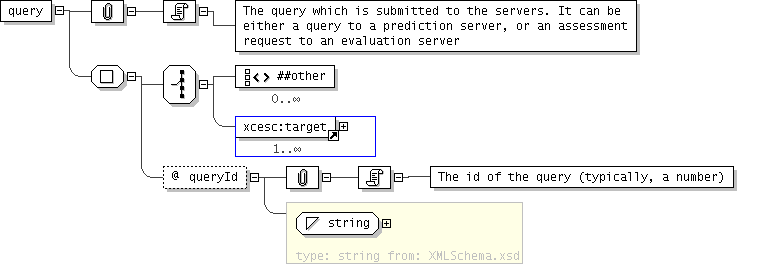 query
The query which is submitted to the servers. It can be
either a query to a prediction server, or an assessment
request to an evaluation server
##other
0..∞
xcesc:target
1..∞
@ queryId
The id of the query (typically, a number)
string
type: string from: XMLSchema.xsd